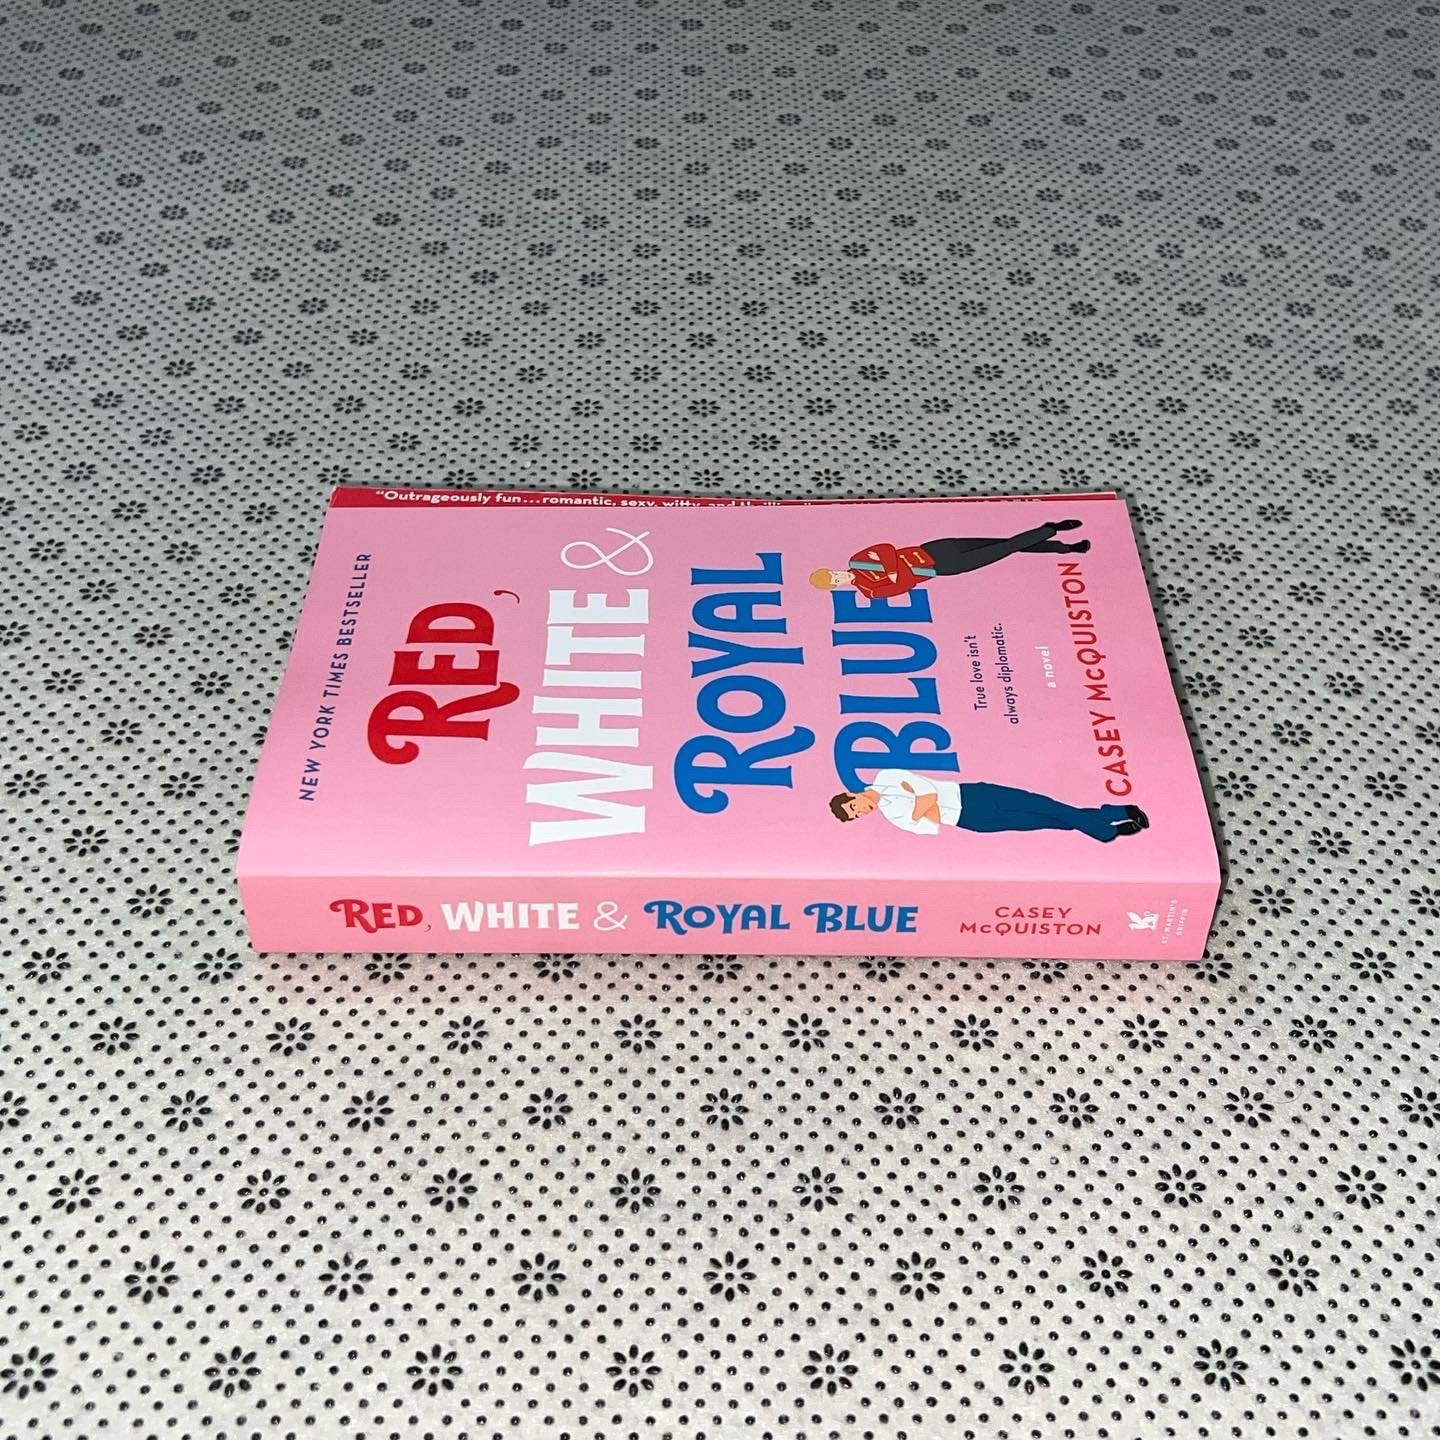 "Outrageously fun...romantic, sexy, witty, and thrilling."
NEW YORK TIMES BESTSELLER
RED,
WHITE &
ROYAL
BLUE
True love isn't
always diplomatic.
a novel
CASEY McQUISTON
RED, WHITE & ROYAL BLUE
CASEY
McQUISTON
ST. MARTIN'S
GRIFFIN